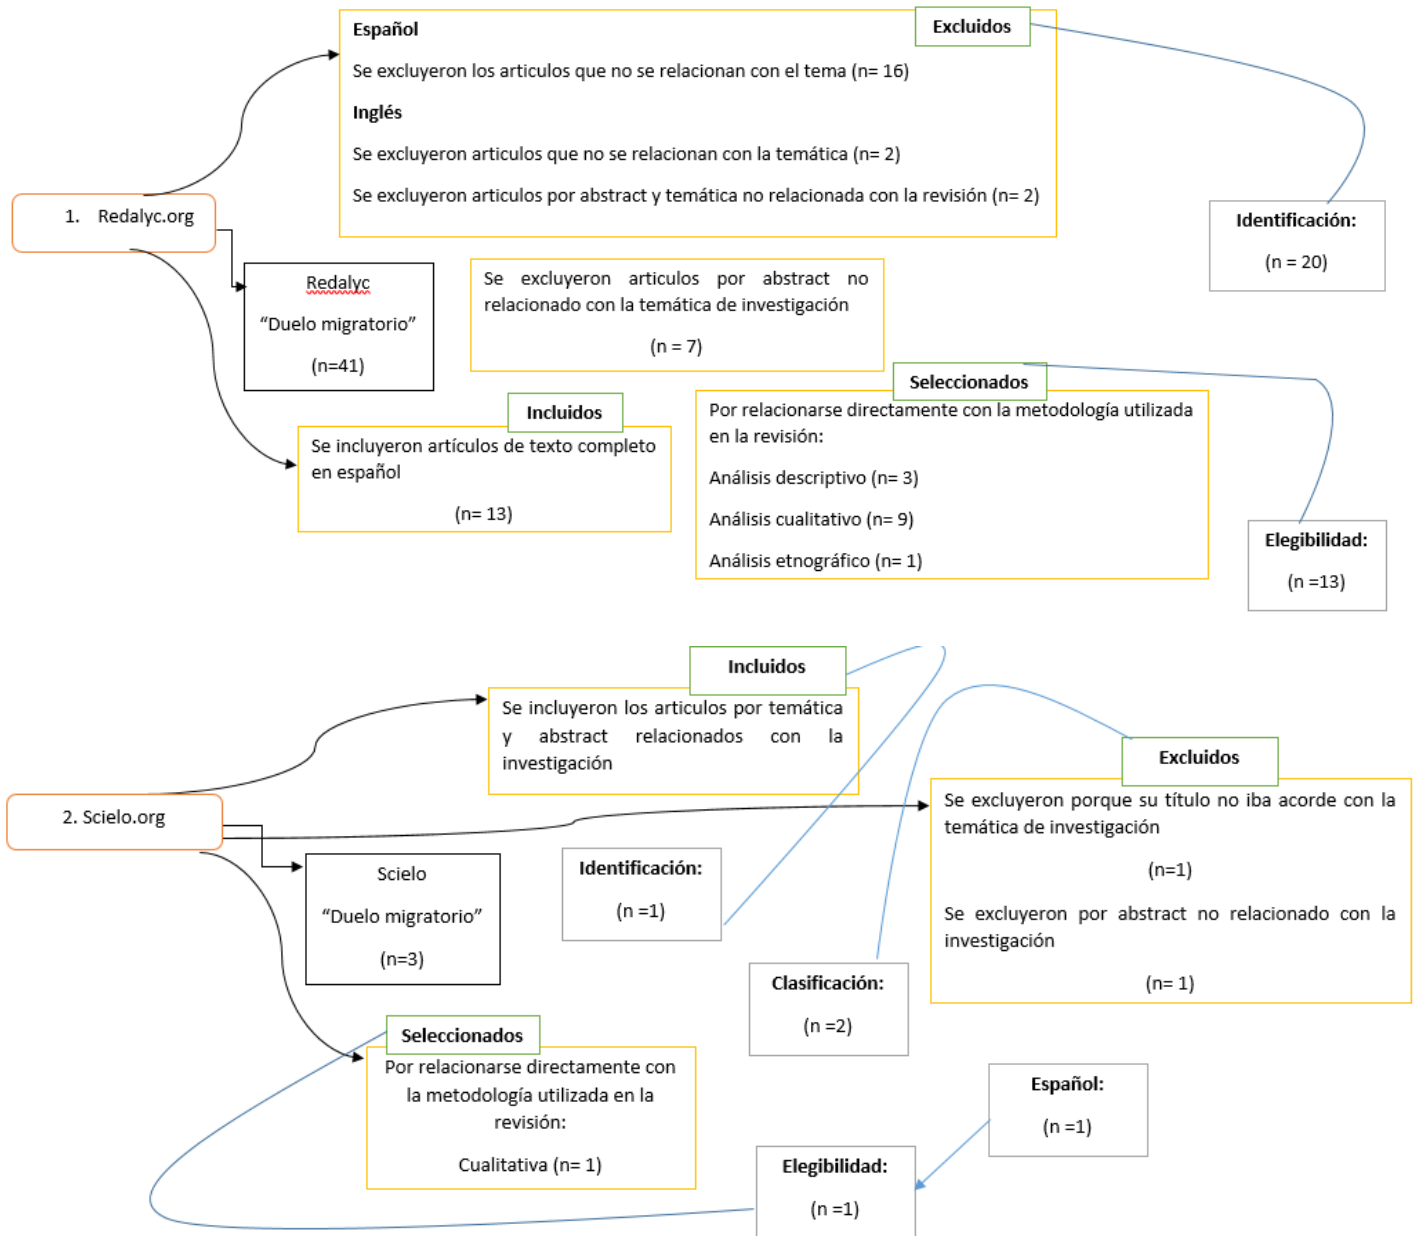 Excluidos
Español
Se excluyeron los articulos que no se relacionan con el tema (n= 16)
Inglés
Se excluyeron articulos que no se relacionan con la temática (n= 2)
Se excluyeron articulos por abstract y temática no relacionada con la revisión (n= 2)
1. Redalyc.org
Identificación:
(n = 20)
Redalyc
“Duelo migratorio”
(n=41)
Se excluyeron articulos por abstract no
relacionado con la temática de investigación
(n = 7)
Seleccionados
Por relacionarse directamente con la metodología utilizada
en la revisión:
Análisis descriptivo (n= 3)
Análisis cualitativo (n= 9)
Análisis etnográfico (n= 1)
Incluidos
Se incluyeron artículos de texto completo
en español
(n= 13)
Elegibilidad:
(n =13)
Incluidos
Se incluyeron los articulos por temática
y abstract relacionados con la
investigación
Excluidos
Se excluyeron porque su título no iba acorde con la
temática de investigación
(n=1)
Se excluyeron por abstract no relacionado con la
investigación
(n= 1)
2. Scielo.org
Scielo
“Duelo migratorio”
(n=3)
Identificación:
(n =1)
Clasificación:
(n =2)
Seleccionados
Por relacionarse directamente con
la metodología utilizada en la
revisión:
Cualitativa (n= 1)
Español:
(n =1)
Elegibilidad:
(n =1)